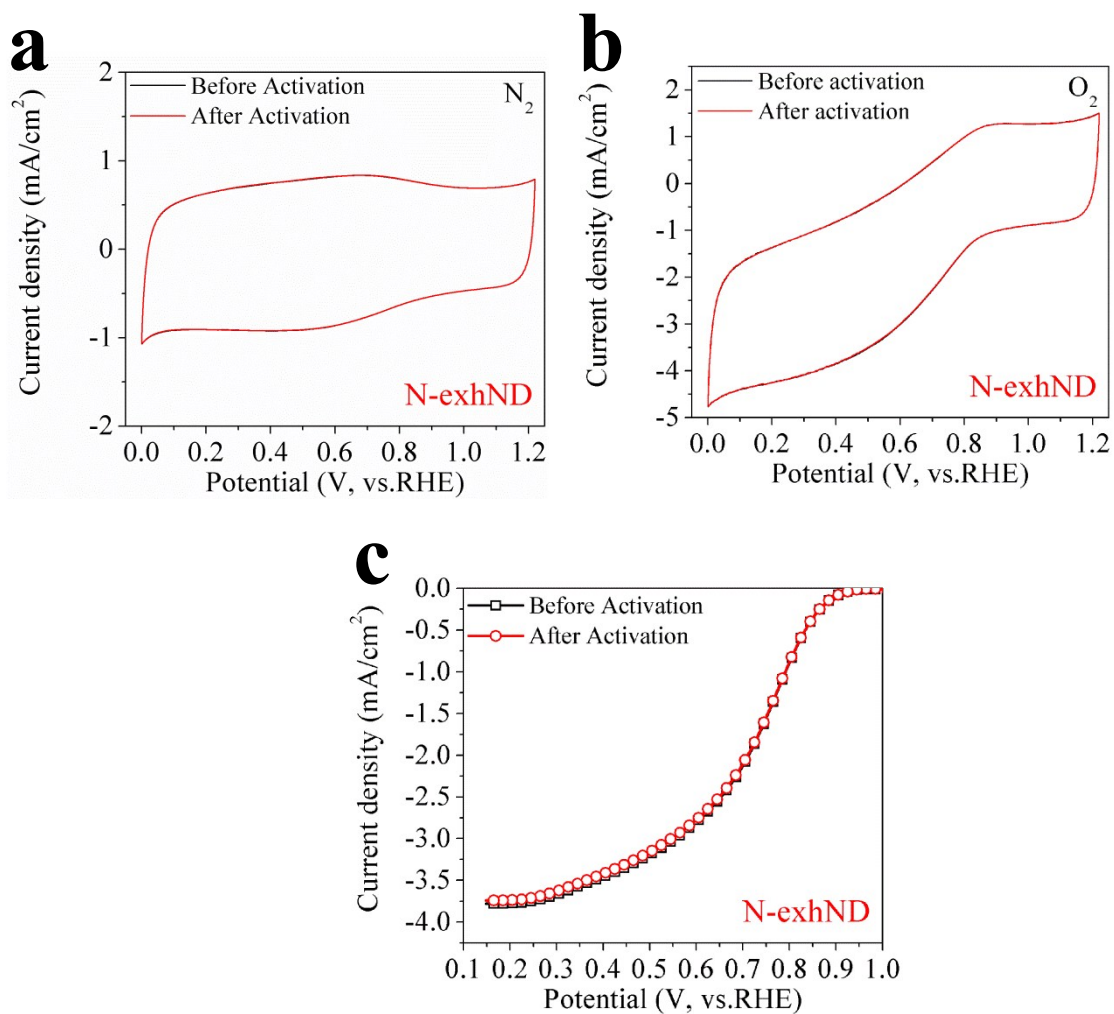 a
Before Activation
After Activation
N2
Current density (mA/cm2)
2
1
0
-1
-2
N-exhND
0.0 0.2 0.4 0.6 0.8 1.0 1.2
Potential (V, vs.RHE)
b
Before activation
After activation
O2
Current density (mA/cm2)
2
1
0
-1
-2
-3
-4
-5
N-exhND
0.0 0.2 0.4 0.6 0.8 1.0 1.2
Potential (V, vs.RHE)
c
Before Activation
After Activation
Current density (mA/cm2)
0.0
-0.5
-1.0
-1.5
-2.0
-2.5
-3.0
-3.5
-4.0
N-exhND
0.1 0.2 0.3 0.4 0.5 0.6 0.7 0.8 0.9 1.0
Potential (V, vs.RHE)